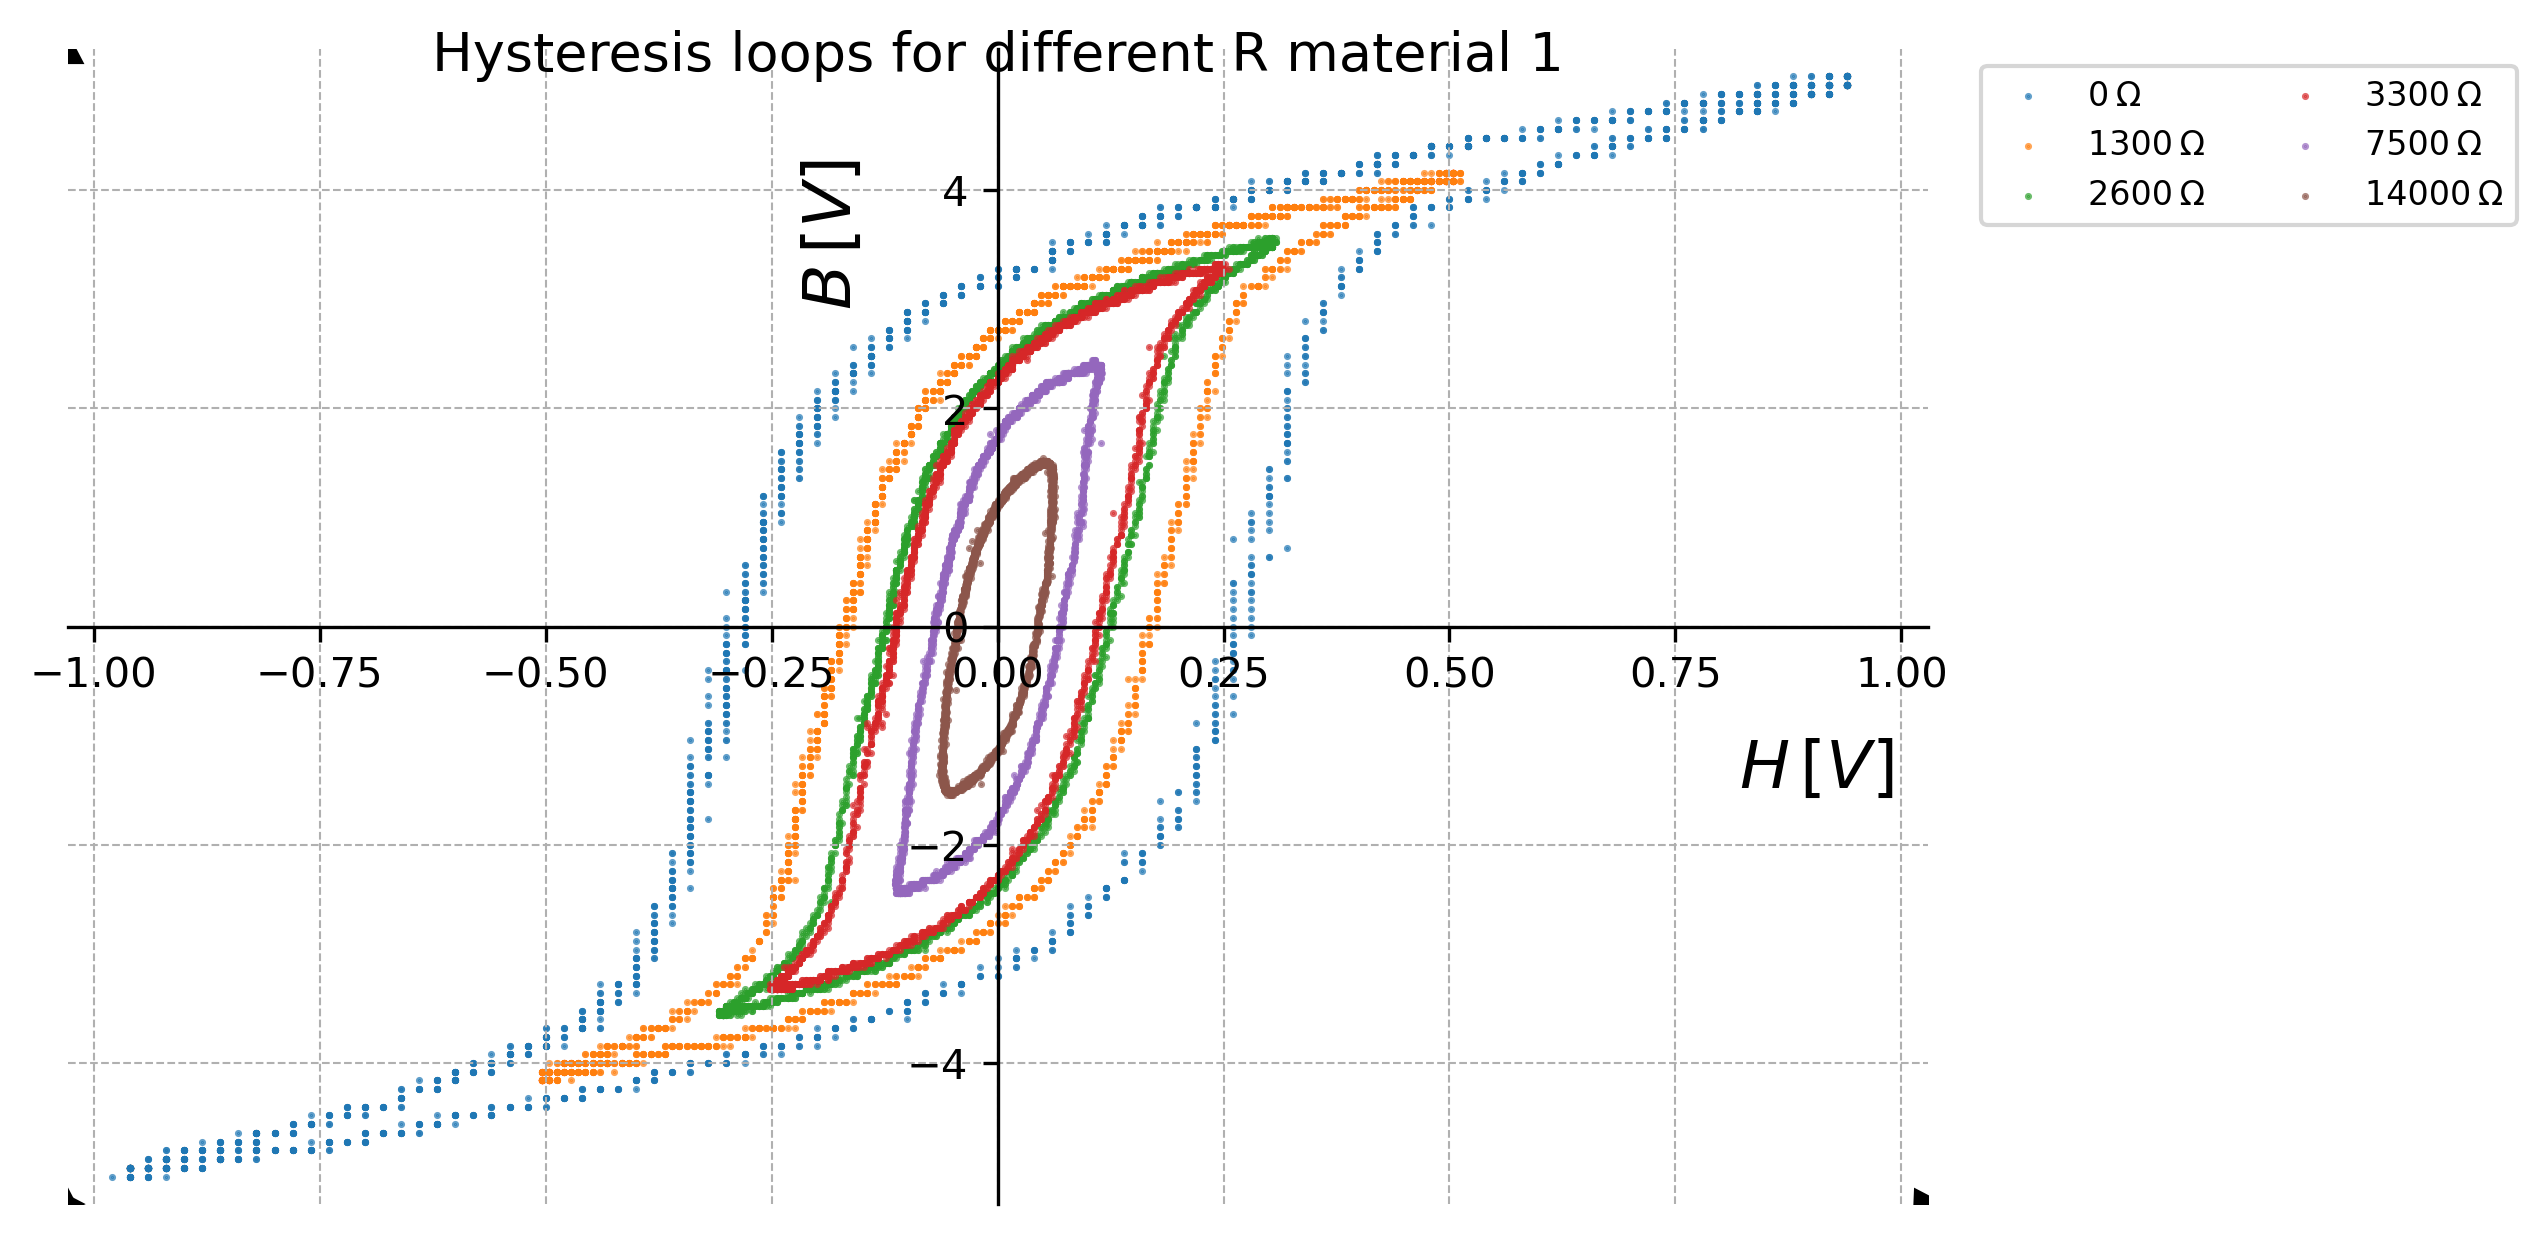 Hysteresis loops for different R material 1
0 Ω
1300 Ω
2600 Ω
3300 Ω
7500 Ω
14000 Ω
B [V]
4
2
0
−2
−4
−1.00 −0.75 −0.50 −0.25 0.00 0.25 0.50 0.75 1.00
H [V]